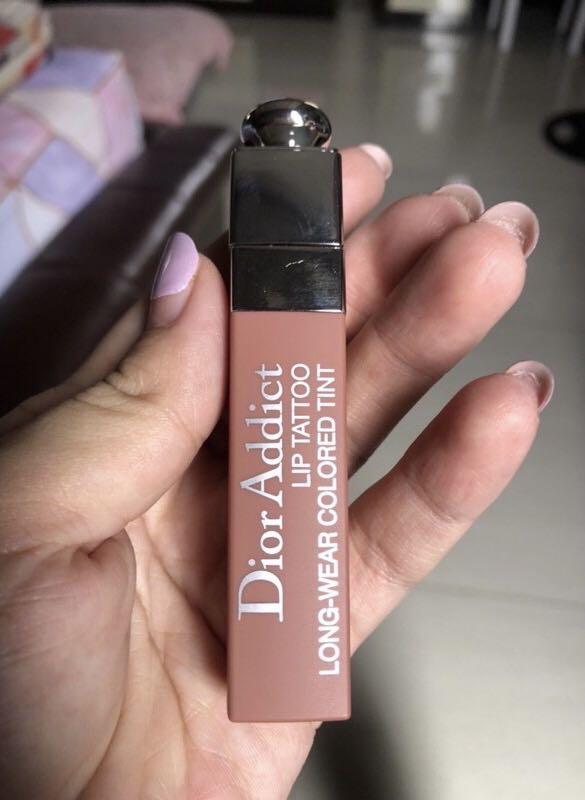 Dior Addict
LIP TATTOO
LONG-WEAR COLORED TINT